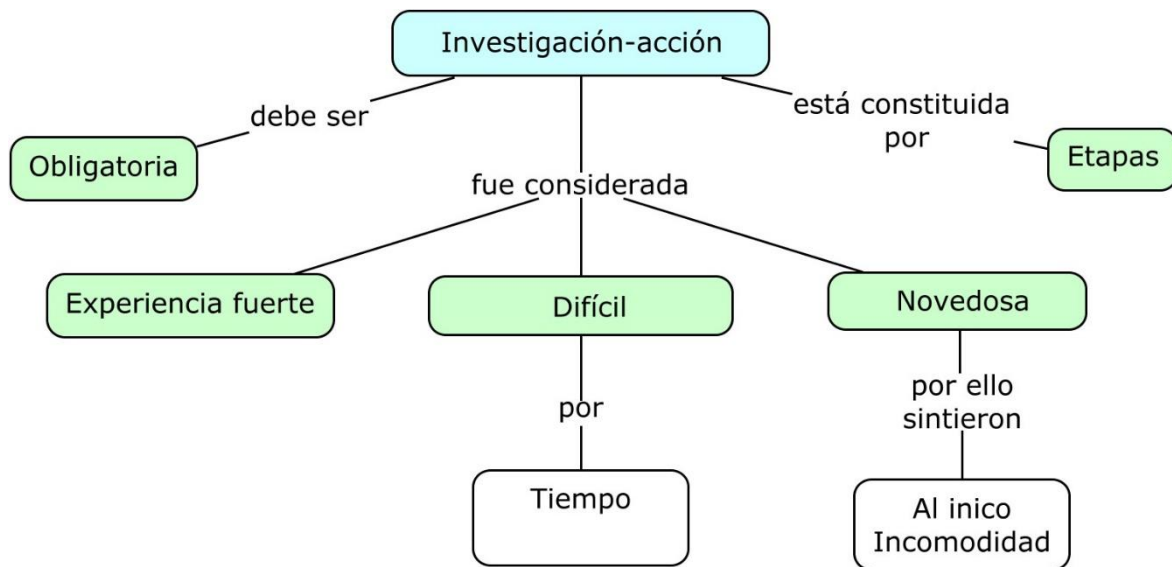 Investigación-acción
debe ser
está constituida
por
Obligatoria
Etapas
fue considerada
Experiencia fuerte
Difícil
Novedosa
por
por ello
sintieron
Tiempo
Al inico
Incomodidad